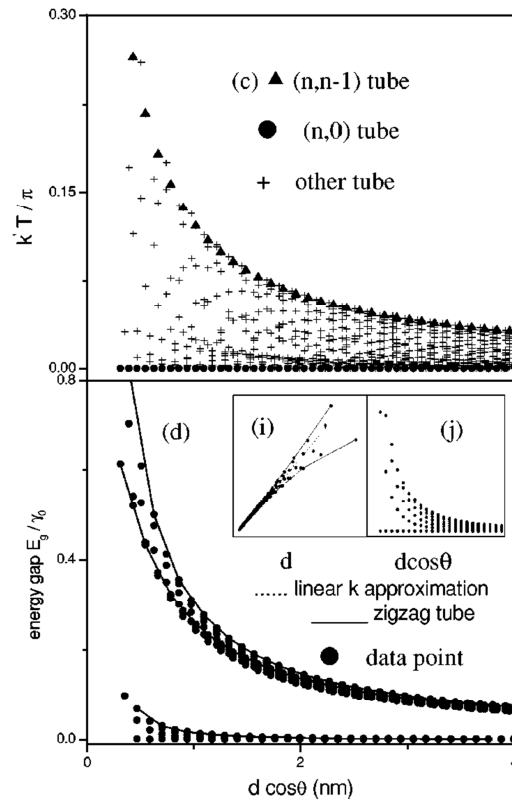 0.30
(c) ▲ (n,n-1) tube
● (n,0) tube
+ other tube
0.15
k' T / π
0.00
0.8
(d)
(i)
(j)
energy gap E_g / γ_0
0.4
d
dcosθ
...... linear k approximation
——— zigzag tube
● data point
0.0
0
2
4
d cosθ (nm)